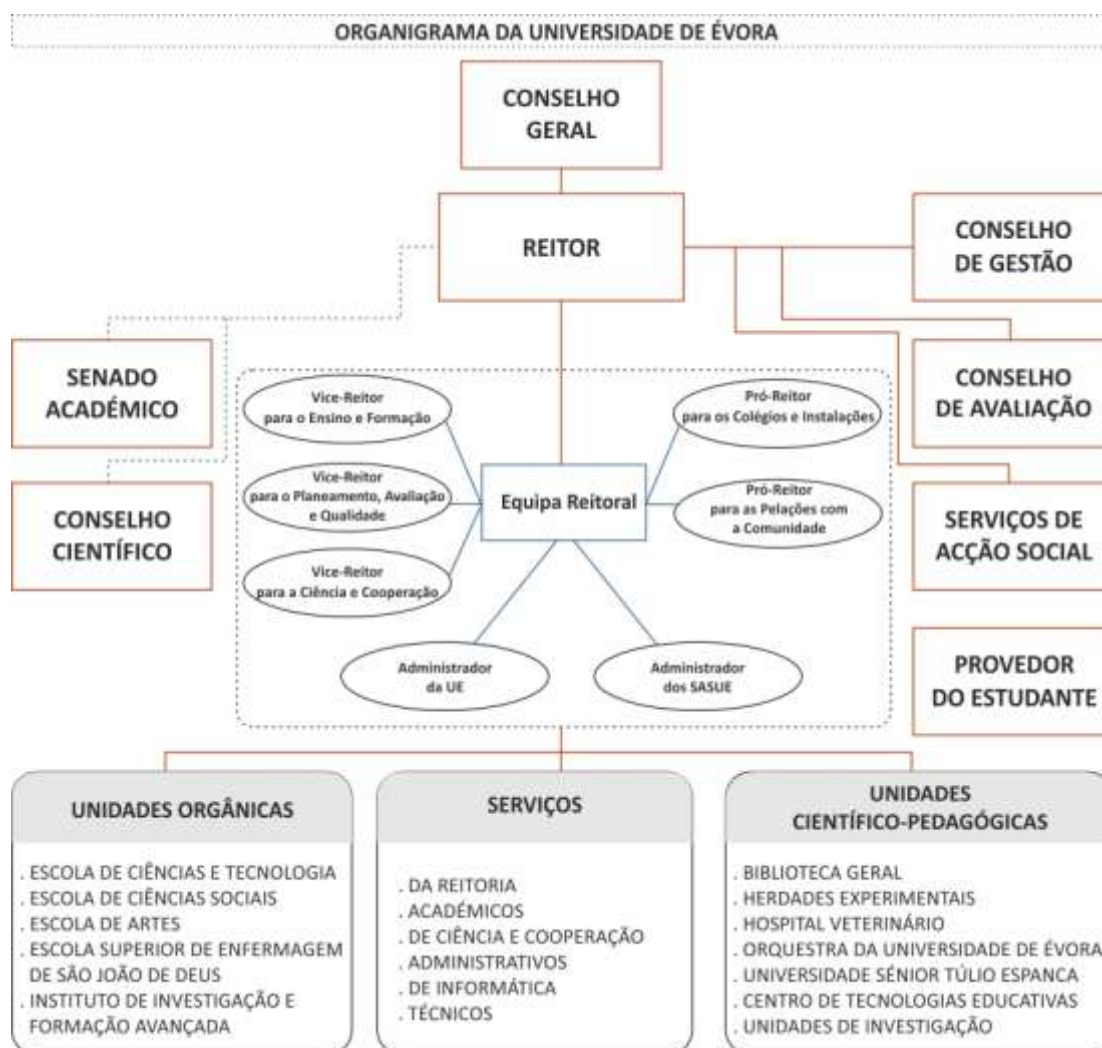 ORGANIGRAMA DA UNIVERSIDADE DE ÉVORA
CONSELHO
GERAL
REITOR
CONSELHO
DE GESTÃO
SENADO
ACADÉMICO
CONSELHO
DE AVALIAÇÃO
Vice-Reitor
para o Ensino e Formação
Pró-Reitor
para os Colégios e Instalações
Vice-Reitor
para o Planeamento, Avaliação
e Qualidade
Equipa Reitoral
Pró-Reitor
para as Pelações com
a Comunidade
CONSELHO
CIENTÍFICO
SERVIÇOS DE
ACÇÃO SOCIAL
Vice-Reitor
para a Ciência e Cooperação
Administrador
da UE
Administrador
dos SASUE
PROVEDOR
DO ESTUDANTE
UNIDADES ORGÂNICAS
. ESCOLA DE CIÊNCIAS E TECNOLOGIA
. ESCOLA DE CIÊNCIAS SOCIAIS
. ESCOLA DE ARTES
. ESCOLA SUPERIOR DE ENFERMAGEM
DE SÃO JOÃO DE DEUS
. INSTITUTO DE INVESTIGAÇÃO E
FORMAÇÃO AVANÇADA
SERVIÇOS
. DA REITORIA
. ACADÉMICOS
. DE CIÊNCIA E COOPERAÇÃO
. ADMINISTRATIVOS
. DE INFORMÁTICA
. TÉCNICOS
UNIDADES
CIENTÍFICO-PEDAGÓGICAS
. BIBLIOTECA GERAL
. HERDADES EXPERIMENTAIS
. HOSPITAL VETERINÁRIO
. ORQUESTRA DA UNIVERSIDADE DE ÉVORA
. UNIVERSIDADE SÉNIOR TÚLIO ESPANCA
. CENTRO DE TECNOLOGIAS EDUCATIVAS
. UNIDADES DE INVESTIGAÇÃO